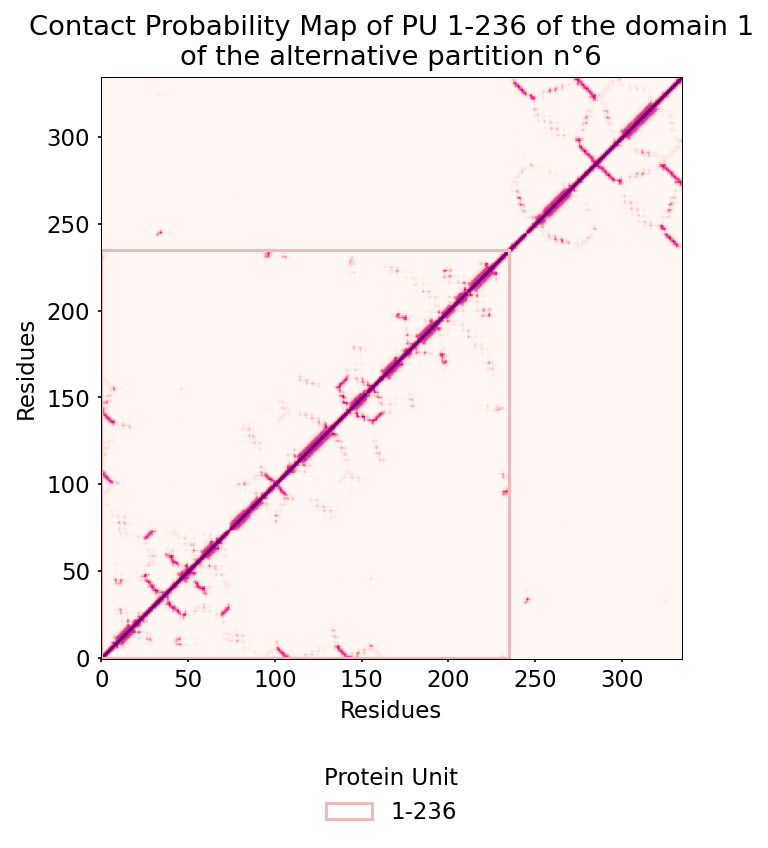 Contact Probability Map of PU 1-236 of the domain 1
of the alternative partition n°6
300
250
200
150
100
50
0
Residues
0 50 100 150 200 250 300
Residues
Protein Unit
1-236